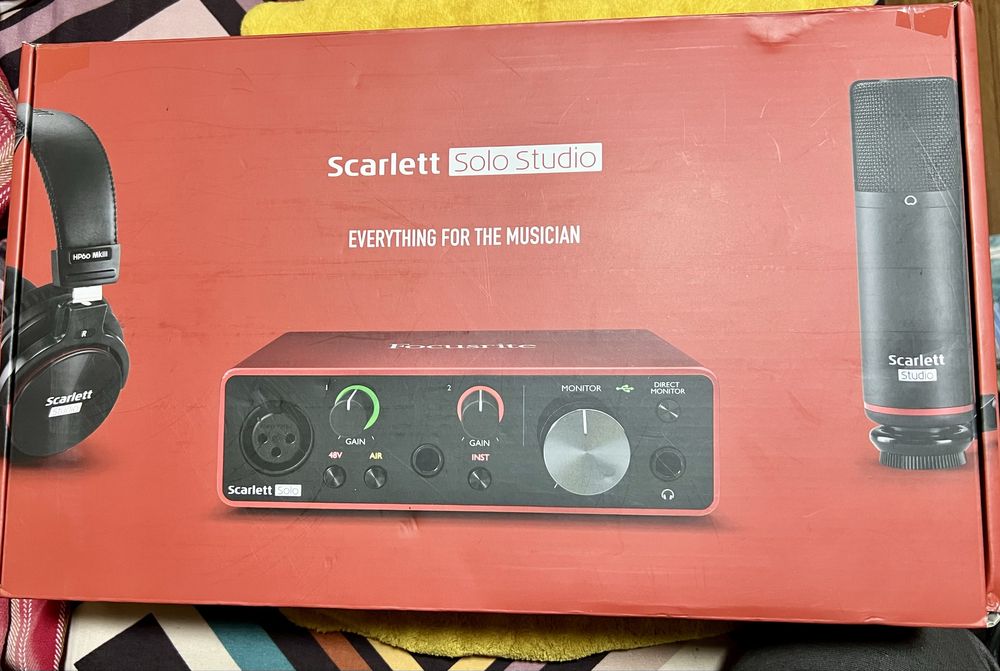 Scarlett Solo Studio
EVERYTHING FOR THE MUSICIAN
HP60 MkIII
R
Scarlett
Studio
Focusrite
1
2
MONITOR
DIRECT
MONITOR
GAIN
GAIN
48V
AIR
INST
Scarlett Solo
Scarlett
Studio